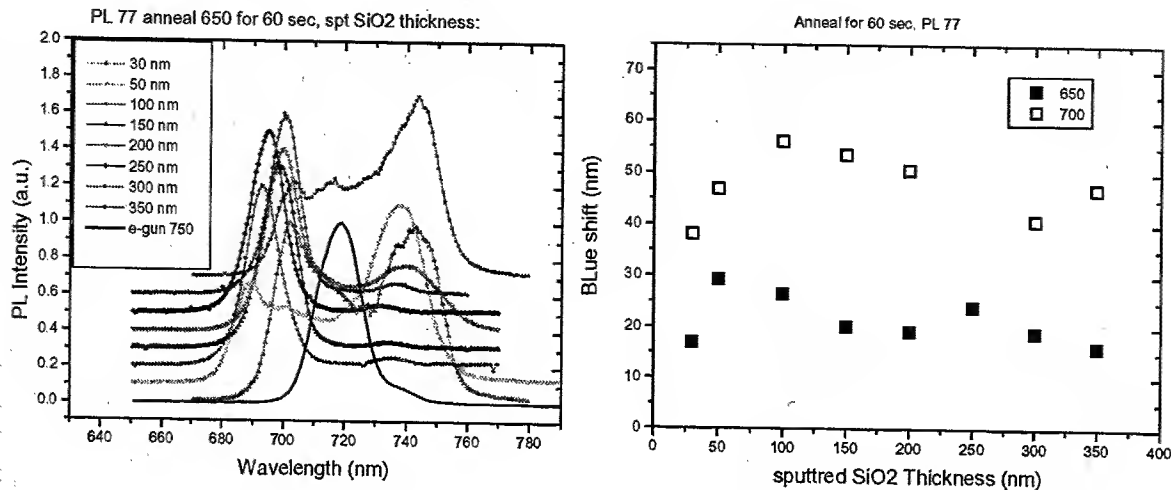 PL 77 anneal 650 for 60 sec, spt SiO2 thickness:
2.0
1.8
1.6
1.4
1.2
1.0
0.8
0.6
0.4
0.2
0.0
PL Intensity (a.u.)
30 nm
50 nm
100 nm
150 nm
200 nm
250 nm
300 nm
350 nm
e-gun 750
640 660 680 700 720 740 760 780
Wavelength (nm)
Anneal for 60 sec, PL 77
70
60
50
40
30
20
10
0
BLue shift (nm)
650
700
0 50 100 150 200 250 300 350 400
sputtred SiO2 Thickness (nm)